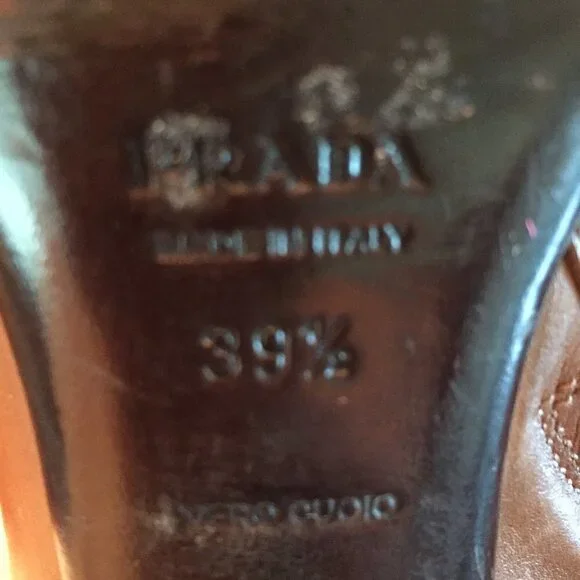 PRADA
MADE IN ITALY
39½
VERO CUOIO